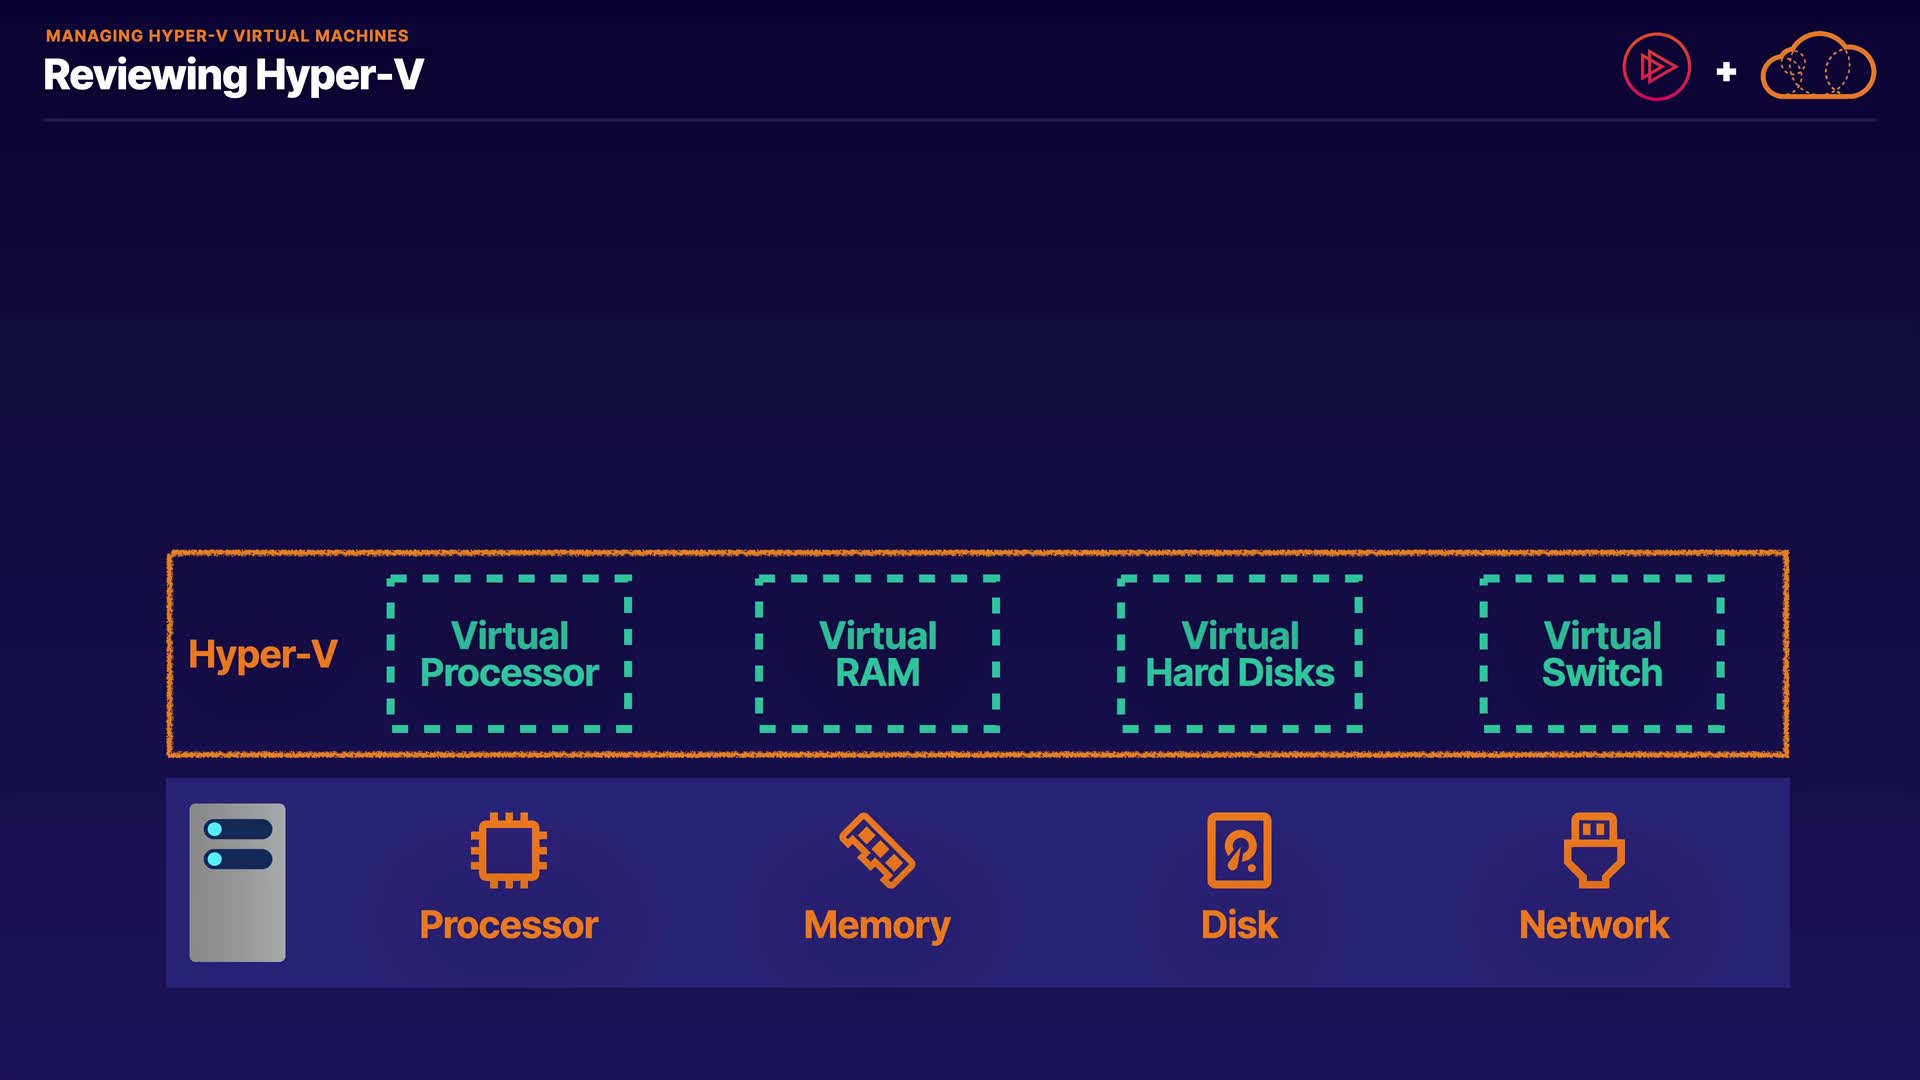 MANAGING HYPER-V VIRTUAL MACHINES
Reviewing Hyper-V
Hyper-V
Virtual
Processor
Virtual
RAM
Virtual
Hard Disks
Virtual
Switch
Processor
Memory
Disk
Network